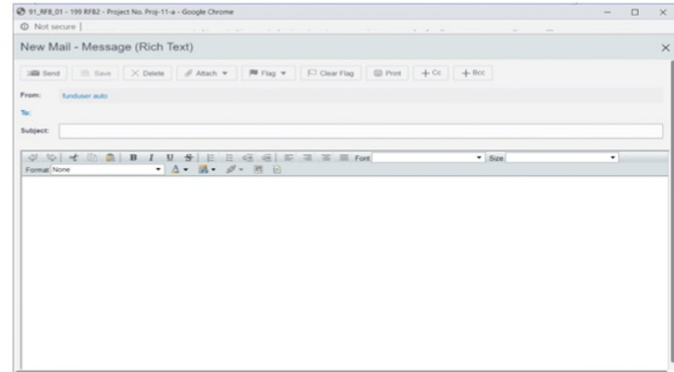 91_RFB_01 - 199 RFB2 - Project No. Proj-11-a - Google Chrome
Not secure
New Mail - Message (Rich Text)
Send Save Delete Attach Flag Clear Flag Print Cc Bcc
From: funduser auto
To:
Subject:
B I U S Font Size
Format None